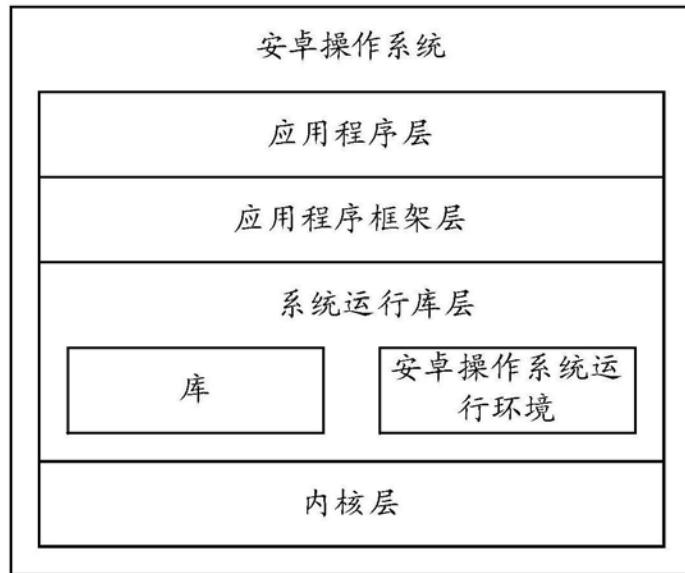 安卓操作系统
应用程序层
应用程序框架层
系统运行库层
库
安卓操作系统运
行环境
内核层